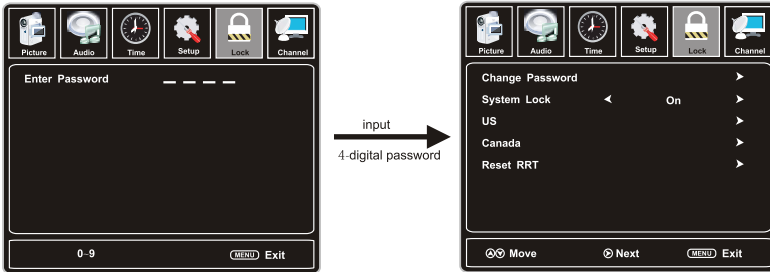 Picture Audio Time Setup Lock Channel
Enter Password _ _ _ _
0~9 MENU Exit
input
4-digital password
Picture Audio Time Setup Lock Channel
Change Password
System Lock On
US
Canada
Reset RRT
Move Next MENU Exit